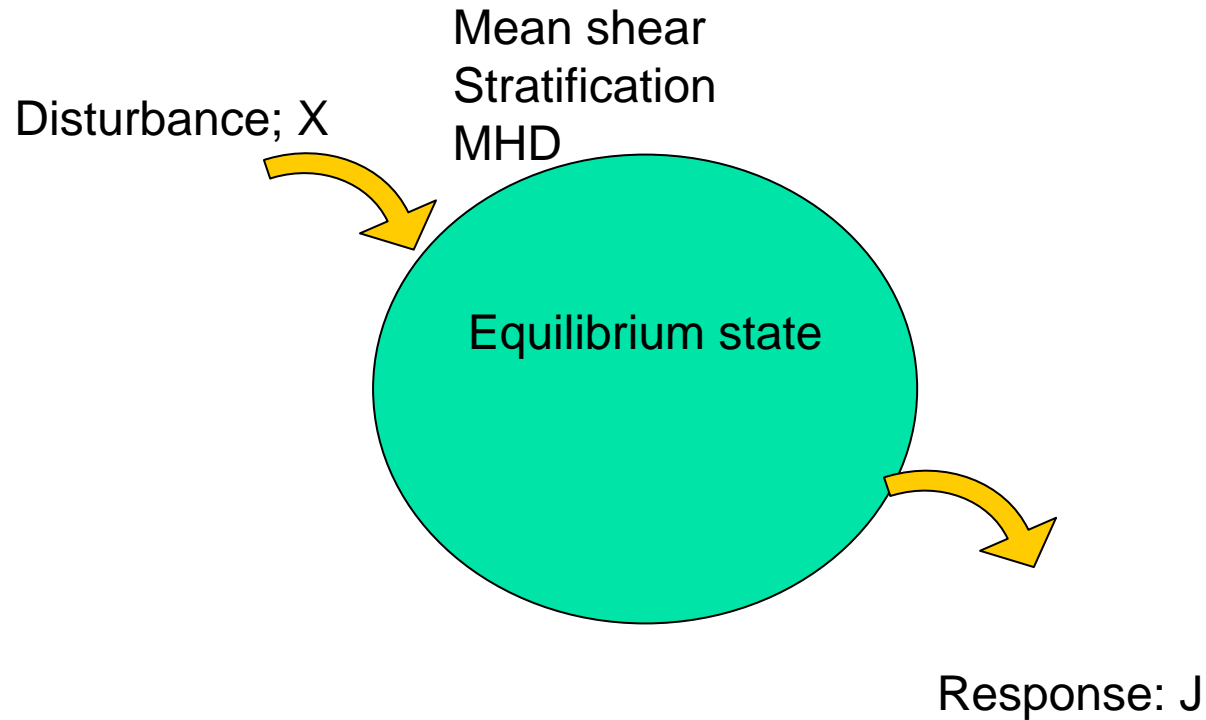 Mean shear
Stratification
MHD
Disturbance; X
Equilibrium state
Response: J